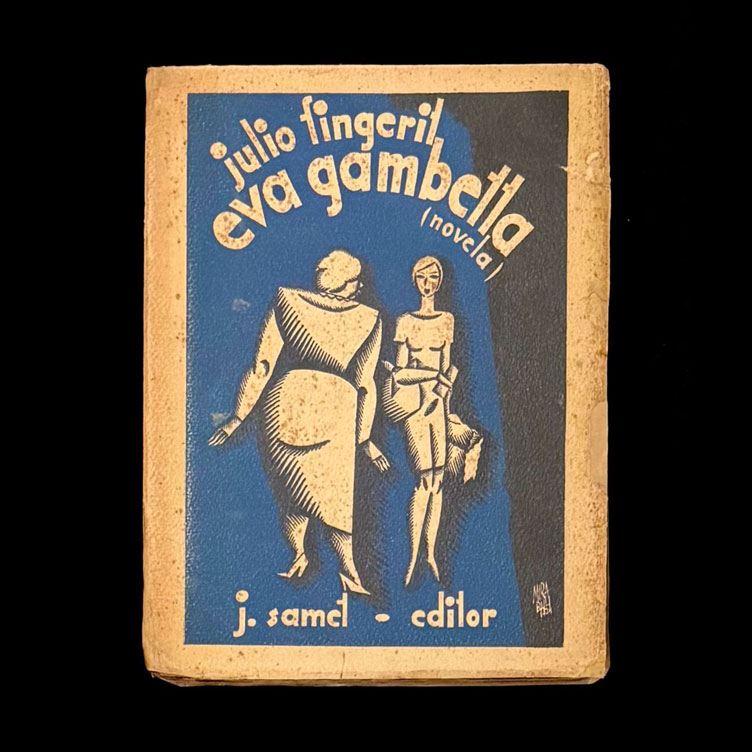 julio fingerit
eva gambetta
(novela)
j. samet - editor